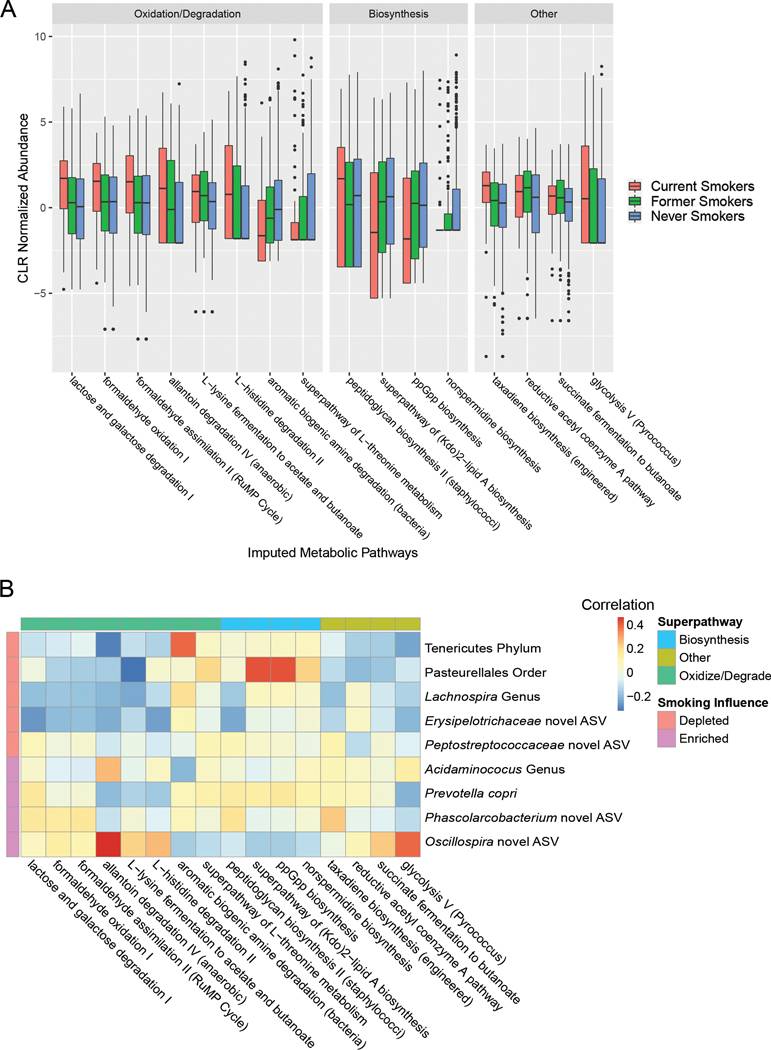 A
Oxidation/Degradation
Biosynthesis
Other
CLR Normalized Abundance
10
5
0
−5
Current Smokers
Former Smokers
Never Smokers
lactose and galactose degradation I
formaldehyde oxidation I
formaldehyde assimilation II (RuMP Cycle)
allantoin degradation IV (anaerobic)
L−lysine fermentation to acetate and butanoate
L−histidine degradation II
aromatic biogenic amine degradation (bacteria)
superpathway of L−threonine metabolism
peptidoglycan biosynthesis II (staphylococci)
superpathway of (Kdo)2−lipid A biosynthesis
ppGpp biosynthesis
norspermidine biosynthesis
taxadiene biosynthesis (engineered)
reductive acetyl coenzyme A pathway
succinate fermentation to butanoate
glycolysis V (Pyrococcus)
Imputed Metabolic Pathways
B
Correlation
0.4
0.2
0
−0.2
Superpathway
Biosynthesis
Other
Oxidize/Degrade
Smoking Influence
Depleted
Enriched
Tenericutes Phylum
Pasteurellales Order
Lachnospira Genus
Erysipelotrichaceae novel ASV
Peptostreptococcaceae novel ASV
Acidaminococus Genus
Prevotella copri
Phascolarcobacterium novel ASV
Oscillospira novel ASV
lactose and galactose degradation I
formaldehyde oxidation I
formaldehyde assimilation II (RuMP Cycle)
allantoin degradation IV (anaerobic)
L−lysine fermentation to acetate and butanoate
L−histidine degradation II
aromatic biogenic amine degradation (bacteria)
superpathway of L−threonine metabolism
peptidoglycan biosynthesis II (staphylococci)
superpathway of (Kdo)2−lipid A biosynthesis
ppGpp biosynthesis
norspermidine biosynthesis
taxadiene biosynthesis (engineered)
reductive acetyl coenzyme A pathway
succinate fermentation to butanoate
glycolysis V (Pyrococcus)